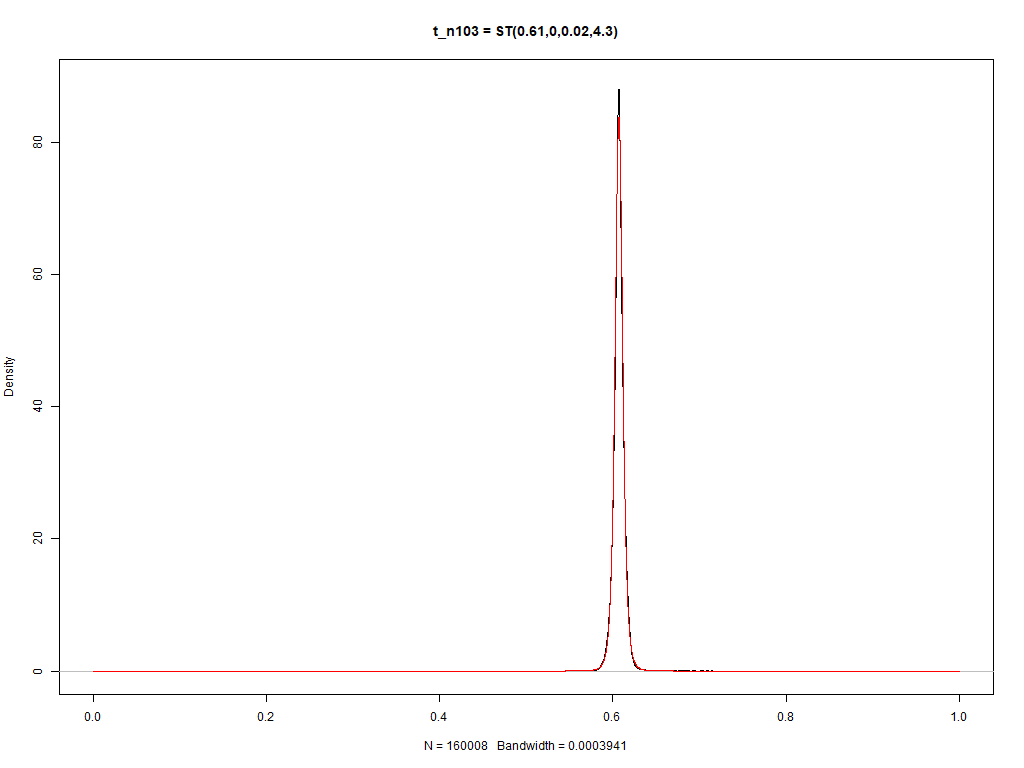 t_n103 = ST(0.61,0,0.02,4.3)
Density
80
60
40
20
0
0.0 0.2 0.4 0.6 0.8 1.0
N = 160008 Bandwidth = 0.0003941